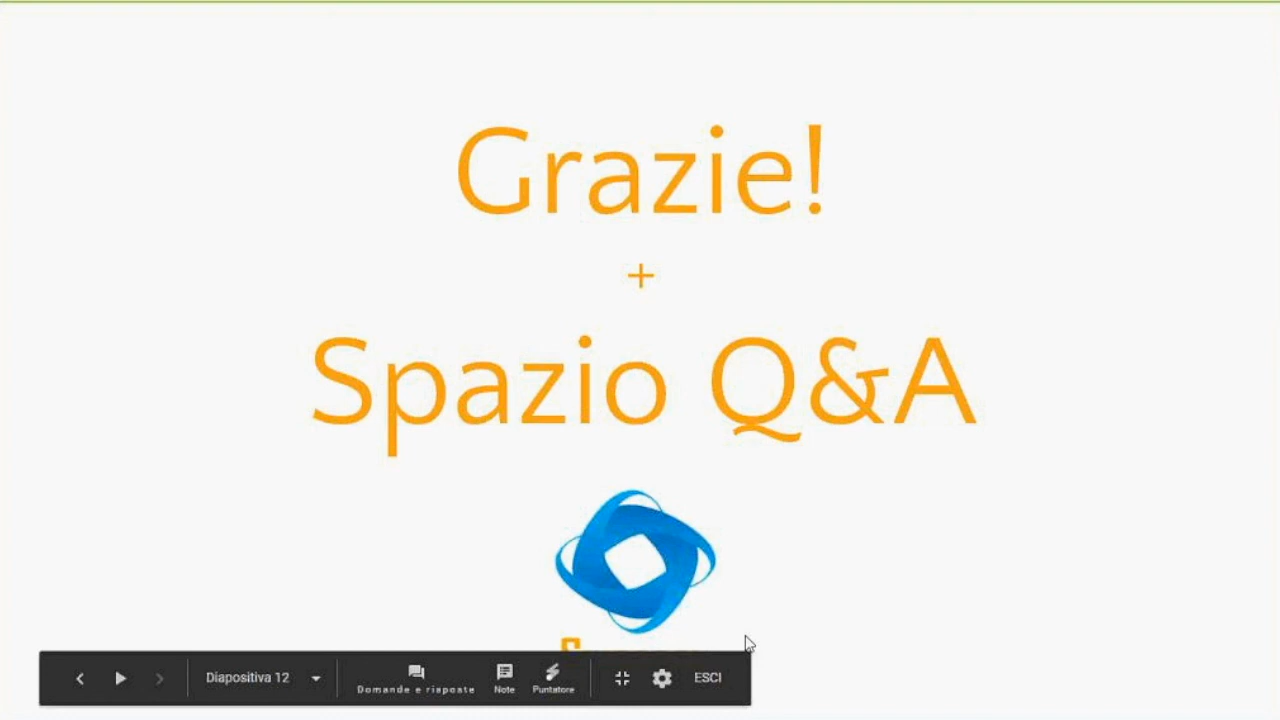 Grazie!
+
Spazio Q&A
Diapositiva 12
Domande e risposte
Note
Puntatore
ESCI